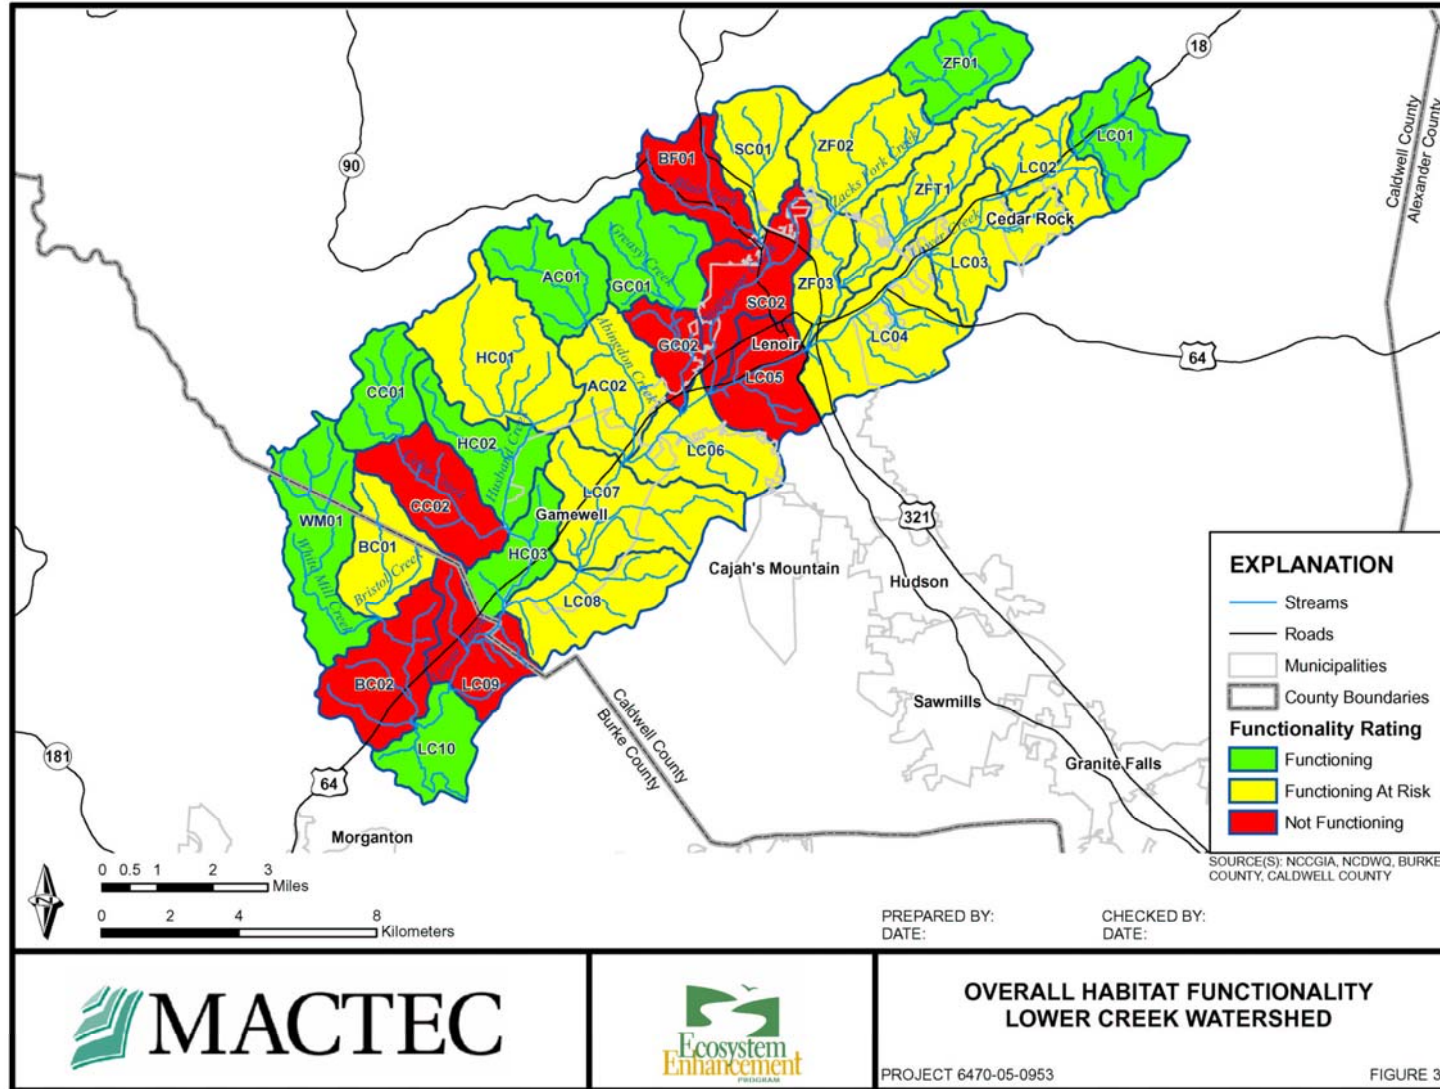 18
ZF01
LC01
Caldwell County
Alexander County
90
BF01
SC01
ZF02
Zacks Fork Creek
ZFT1
LC02
Cedar Rock
Lower Creek
LC03
Greasy Creek
AC01
GC01
SC02
ZF03
LC04
64
Abingdon Creek
GC02
Lenoir
LC05
HC01
AC02
CC01
HC02
Husband Creek
LC06
CC02
LC07
WM01
Gamewell
321
BC01
HC03
White Mill Creek
Bristol Creek
Cajah's Mountain
Hudson
LC08
BC02
LC09
Caldwell County
Burke County
Sawmills
LC10
181
64
Granite Falls
Morganton
EXPLANATION
Streams
Roads
Municipalities
County Boundaries
Functionality Rating
Functioning
Functioning At Risk
Not Functioning
SOURCE(S): NCCGIA, NCDWQ, BURKE
COUNTY, CALDWELL COUNTY
N
0 0.5 1 2 3
Miles
0 2 4 8
Kilometers
PREPARED BY:
DATE:
CHECKED BY:
DATE:
MACTEC
Ecosystem
Enhancement
PROGRAM
OVERALL HABITAT FUNCTIONALITY
LOWER CREEK WATERSHED
PROJECT 6470-05-0953
FIGURE 3